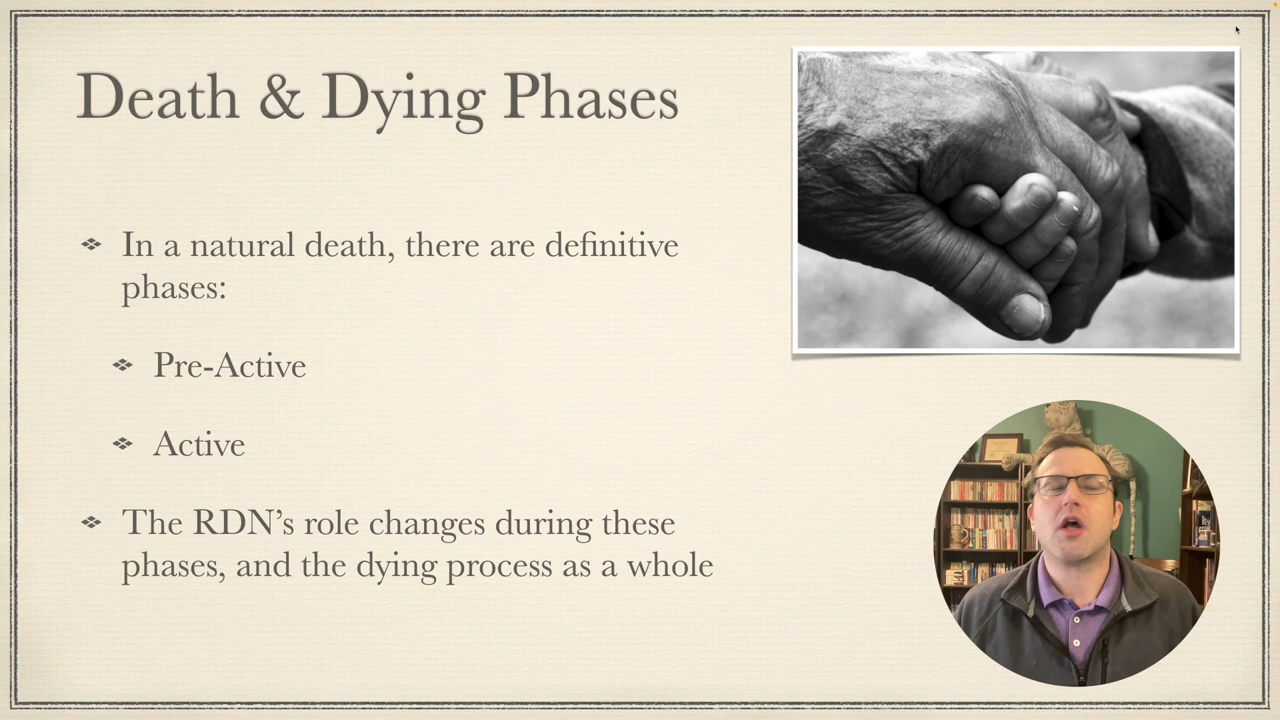 Death & Dying Phases
In a natural death, there are definitive
phases:
Pre-Active
Active
The RDN’s role changes during these
phases, and the dying process as a whole